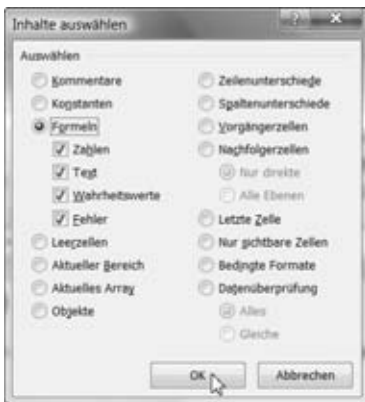 Inhalte auswählen
Auswählen
Kommentare
Konstanten
Formeln
Zahlen
Text
Wahrheitswerte
Fehler
Leerzellen
Aktueller Bereich
Aktuelles Array
Objekte
Zeilenunterschiede
Spaltenunterschiede
Vorgängerzellen
Nachfolgerzellen
Nur direkte
Alle Ebenen
Letzte Zelle
Nur sichtbare Zellen
Bedingte Formate
Datenüberprüfung
Alles
Gleiche
OK
Abbrechen